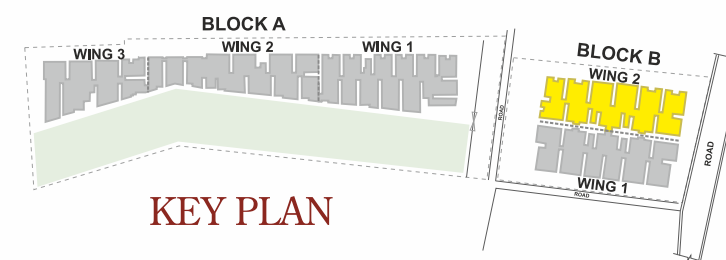 BLOCK A
WING 3
WING 2
WING 1
BLOCK B
WING 2
WING 1
ROAD
ROAD
ROAD
KEY PLAN